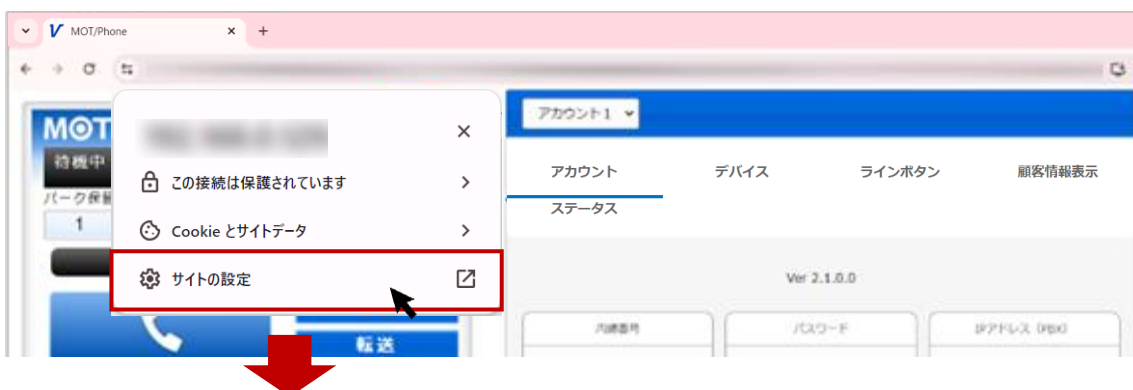 MOT/Phone
MOT
待機中
パーク保留
1
この接続は保護されています
Cookie とサイトデータ
サイトの設定
転送
アカウント1
アカウント
デバイス
ラインボタン
顧客情報表示
ステータス
Ver 2.1.0.0
内線番号
パスワード
IPアドレス (PBX)